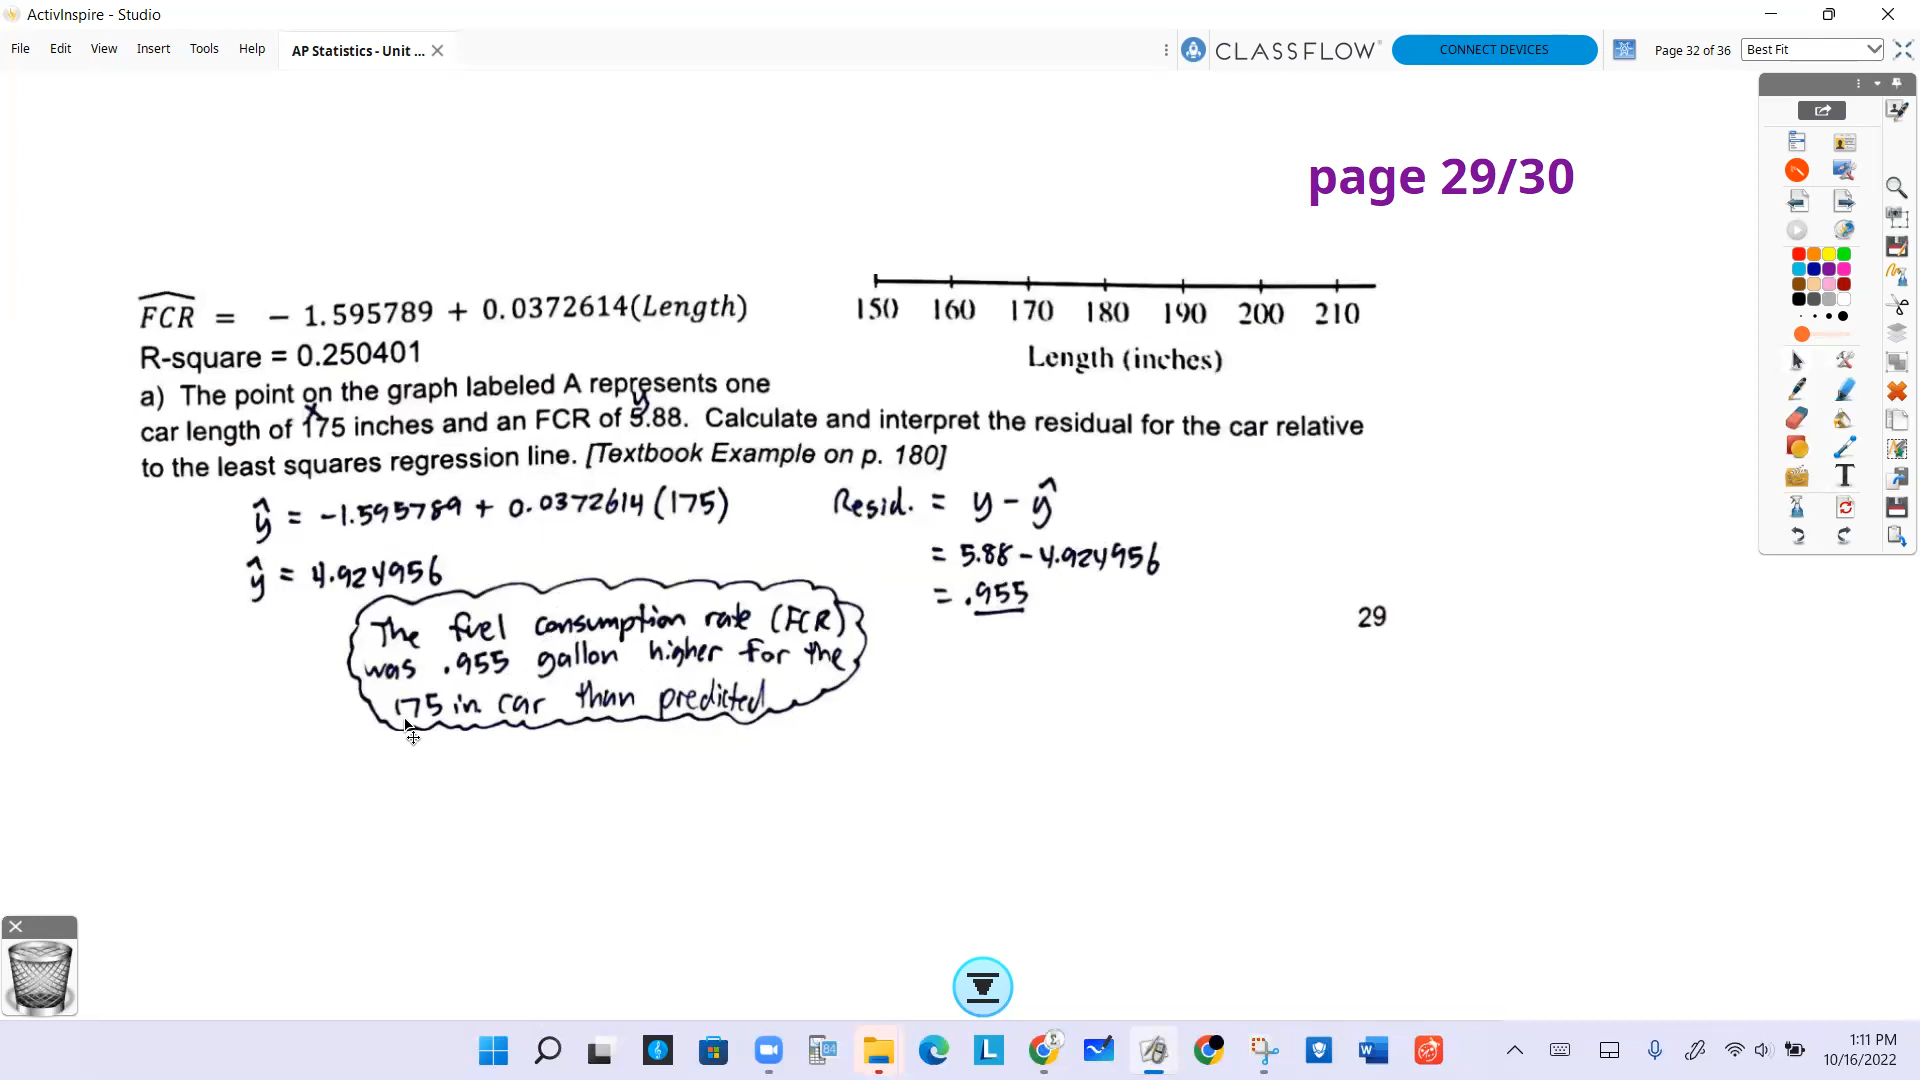 ActivInspire - Studio
File Edit View Insert Tools Help
AP Statistics - Unit ...
CLASSFLOW
CONNECT DEVICES
Page 32 of 36
Best Fit
page 29/30
FCR = - 1.595789 + 0.0372614(Length)
150 160 170 180 190 200 210
Length (inches)
R-square = 0.250401
a) The point on the graph labeled A represents one
x y
car length of 175 inches and an FCR of 5.88. Calculate and interpret the residual for the car relative
to the least squares regression line. [Textbook Example on p. 180]
ŷ = -1.595789 + 0.0372614 (175)
ŷ = 4.924956
Resid. = y - ŷ
= 5.88 - 4.924956
= .955
The fuel consumption rate (FCR)
was .955 gallon higher for the
175 in car than predicted
29
T
84
L
Σ
W
1:11 PM
10/16/2022